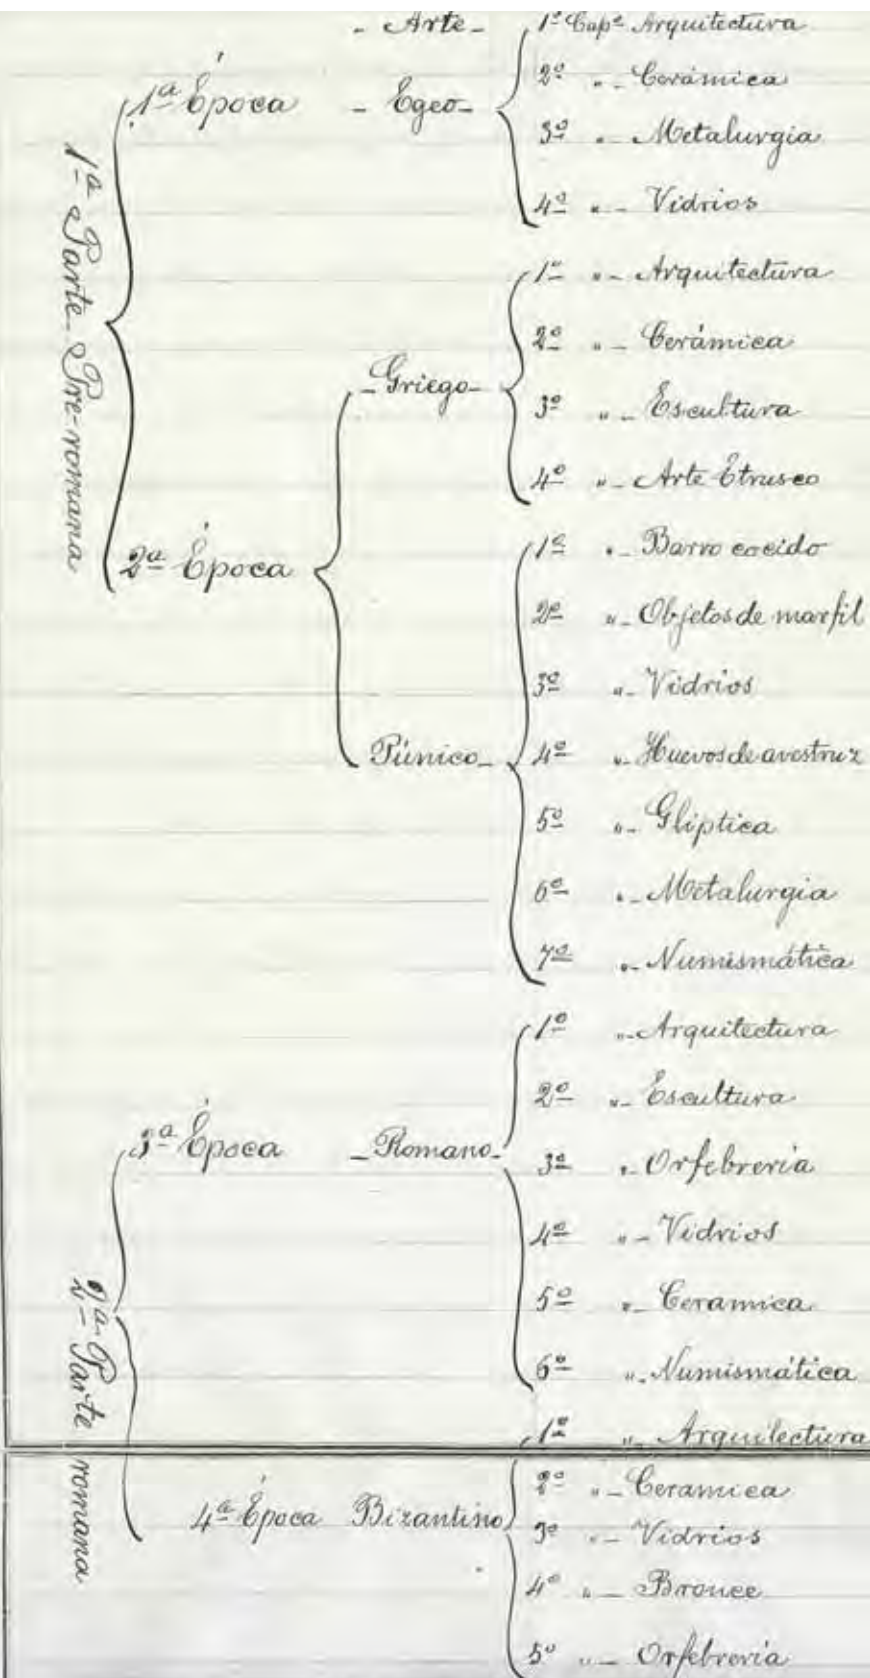 - Arte - 1º Capº Arquitectura
2º " - Cerámica
1ª Época - Egeo - 3º " - Metalurgia
4º " - Vidrios
1ª Parte Pre-romana
1º " - Arquitectura
2º " - Cerámica
- Griego - 3º " - Escultura
4º " - Arte Etrusco
2ª Época
1º " - Barro cocido
2º " - Objetos de marfil
3º " - Vidrios
Púnico - 4º " - Huevos de avestruz
5º " - Glíptica
6º " - Metalurgia
7º " - Numismática
1º " - Arquitectura
2º " - Escultura
3ª Época - Romano - 3º " - Orfebrería
4º " - Vidrios
5º " - Ceramica
6º " - Numismática
2ª Parte romana
1º " - Arquitectura
2º " - Ceramica
4ª Época Bizantino 3º " - Vidrios
4º " - Bronce
5º " - Orfebrería